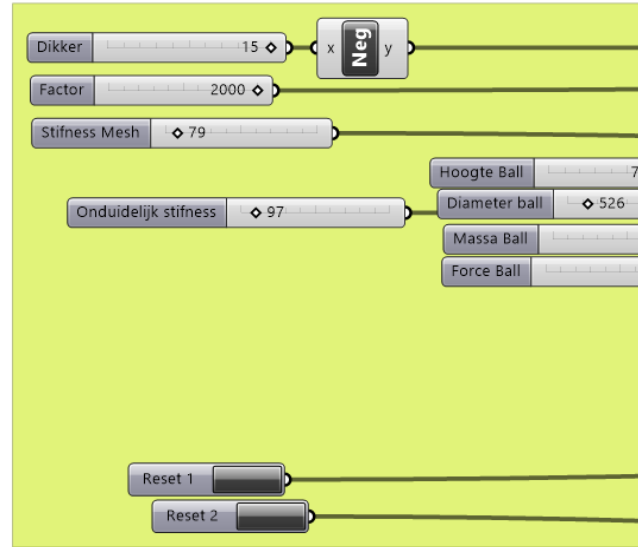 Dikker 15
x Neg y
Factor 2000
Stifness Mesh 79
Hoogte Ball 7
Onduidelijk stifness 97
Diameter ball 526
Massa Ball
Force Ball
Reset 1
Reset 2